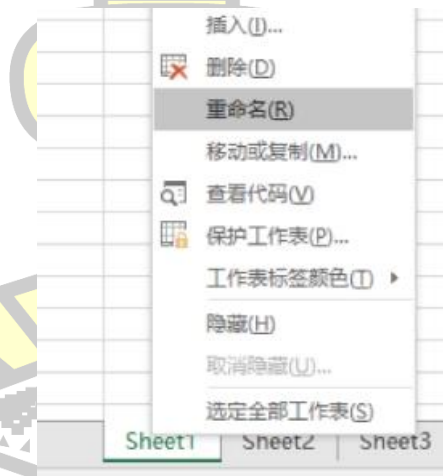 插入(I)...
删除(D)
重命名(R)
移动或复制(M)...
查看代码(V)
保护工作表(P)...
工作表标签颜色(T)
隐藏(H)
取消隐藏(U)...
选定全部工作表(S)
Sheet1 Sheet2 Sheet3